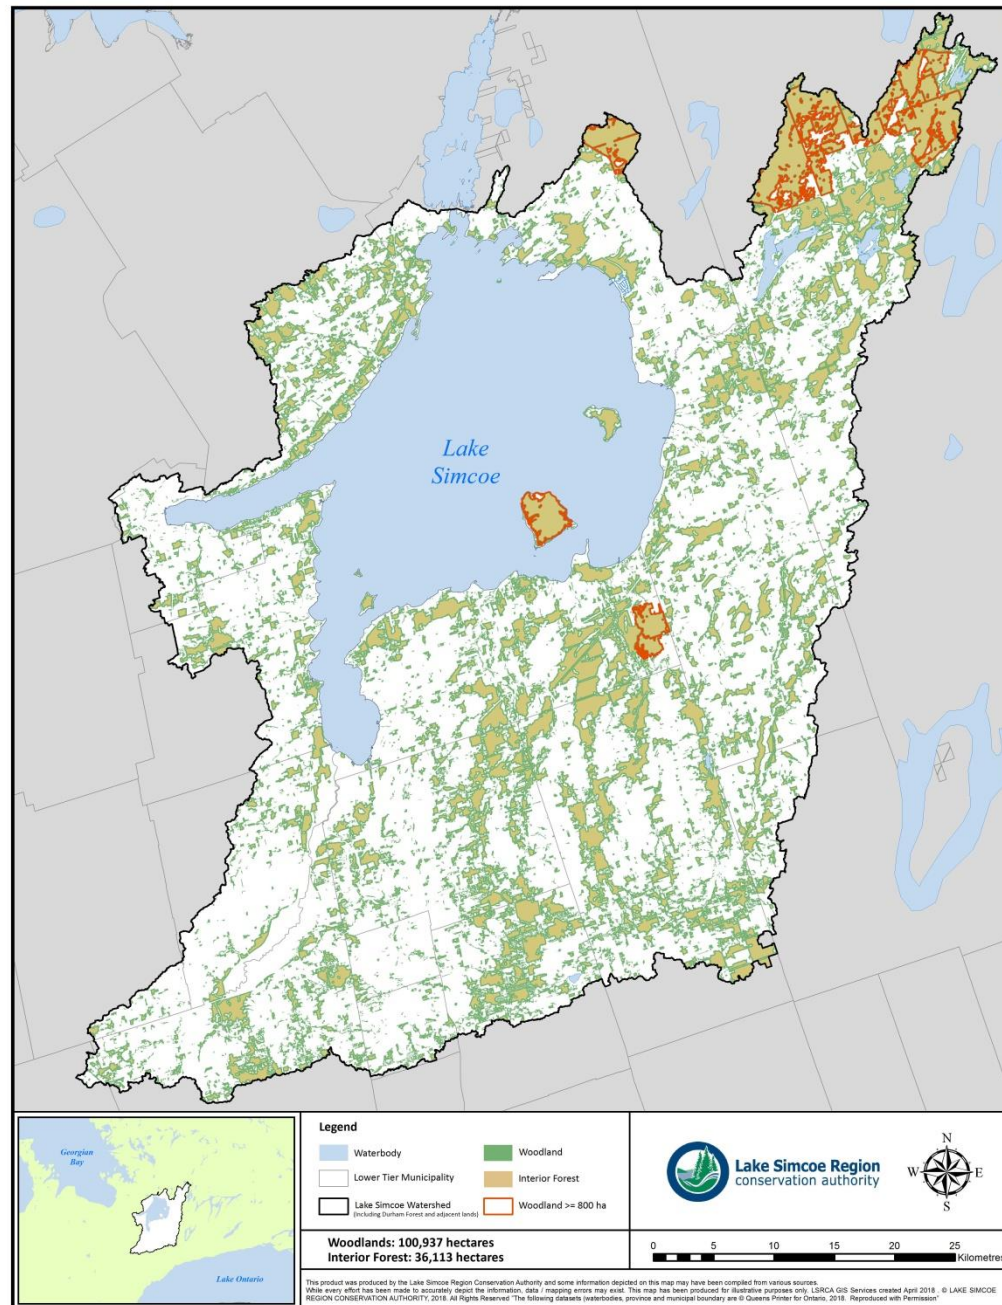 Lake
Simcoe
Georgian
Bay
Lake Ontario
Legend
Waterbody
Woodland
Lower Tier Municipality
Interior Forest
Lake Simcoe Watershed
(Including Durham Forest and adjacent lands)
Woodland >= 800 ha
Woodlands: 100,937 hectares
Interior Forest: 36,113 hectares
Lake Simcoe Region
conservation authority
N
W
E
S
0 5 10 15 20 25
Kilometres
This product was produced by the Lake Simcoe Region Conservation Authority and some information depicted on this map may have been compiled from various sources.
While every effort has been made to accurately depict the information, data / mapping errors may exist. This map has been produced for illustrative purposes only. LSRCA GIS Services created April 2018 . © LAKE SIMCOE
REGION CONSERVATION AUTHORITY, 2018. All Rights Reserved "The following datasets (waterbodies, province and municipal boundary are © Queens Printer for Ontario, 2018. Reproduced with Permission"